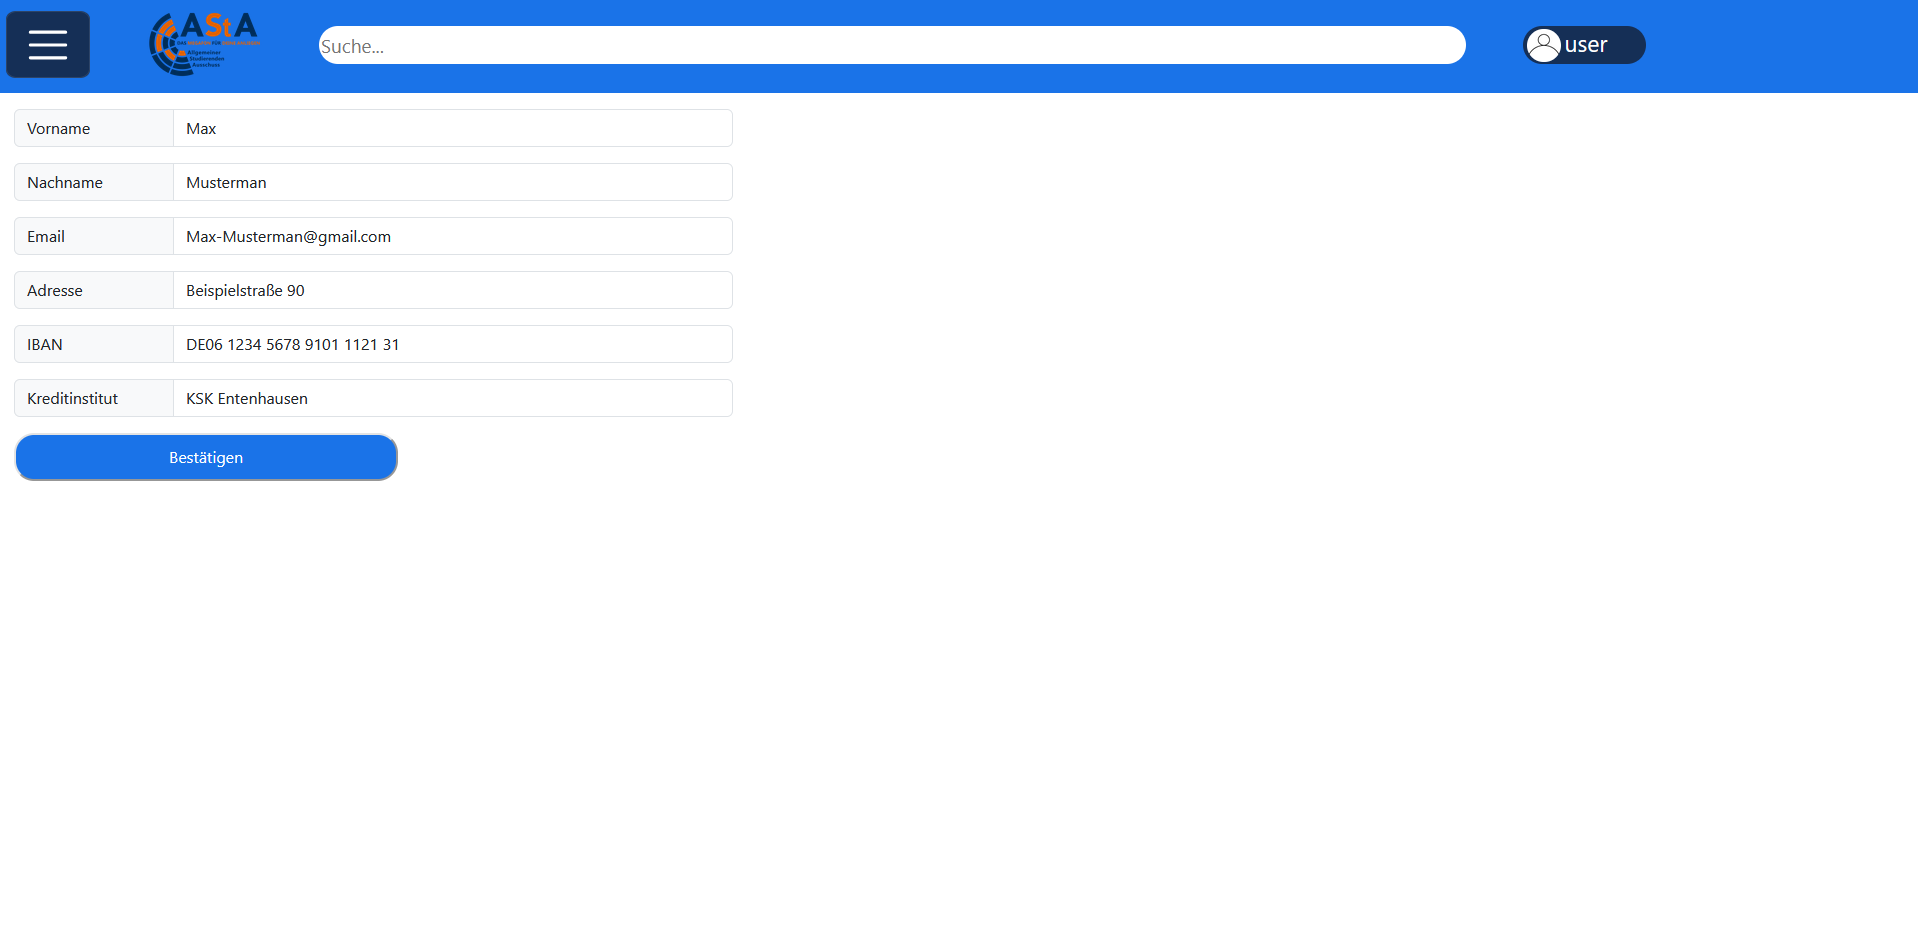 AStA
Allgemeiner
Studierenden
Ausschuss
Suche...
user
Vorname
Max
Nachname
Musterman
Email
Max-Musterman@gmail.com
Adresse
Beispielstraße 90
IBAN
DE06 1234 5678 9101 1121 31
Kreditinstitut
KSK Entenhausen
Bestätigen